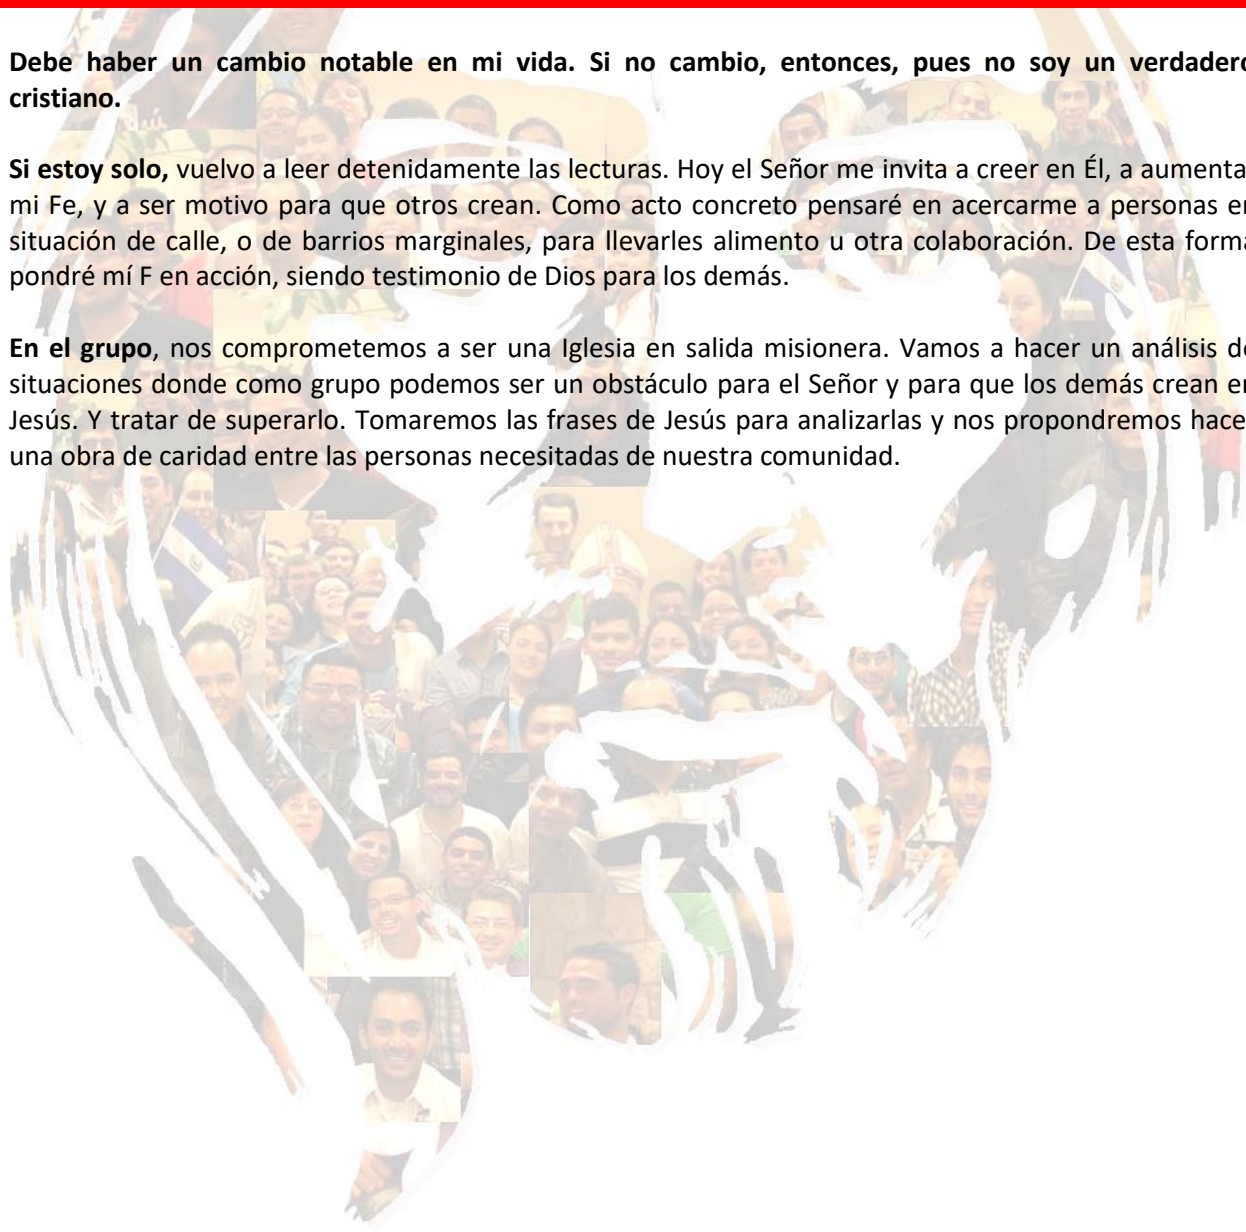 Debe haber un cambio notable en mi vida. Si no cambio, entonces, pues no soy un verdadero
cristiano.
Si estoy solo, vuelvo a leer detenidamente las lecturas. Hoy el Señor me invita a creer en Él, a aumenta
mi Fe, y a ser motivo para que otros crean. Como acto concreto pensaré en acercarme a personas en
situación de calle, o de barrios marginales, para llevarles alimento u otra colaboración. De esta forma
pondré mí F en acción, siendo testimonio de Dios para los demás.
En el grupo, nos comprometemos a ser una Iglesia en salida misionera. Vamos a hacer un análisis de
situaciones donde como grupo podemos ser un obstáculo para el Señor y para que los demás crean en
Jesús. Y tratar de superarlo. Tomaremos las frases de Jesús para analizarlas y nos propondremos hace
una obra de caridad entre las personas necesitadas de nuestra comunidad.